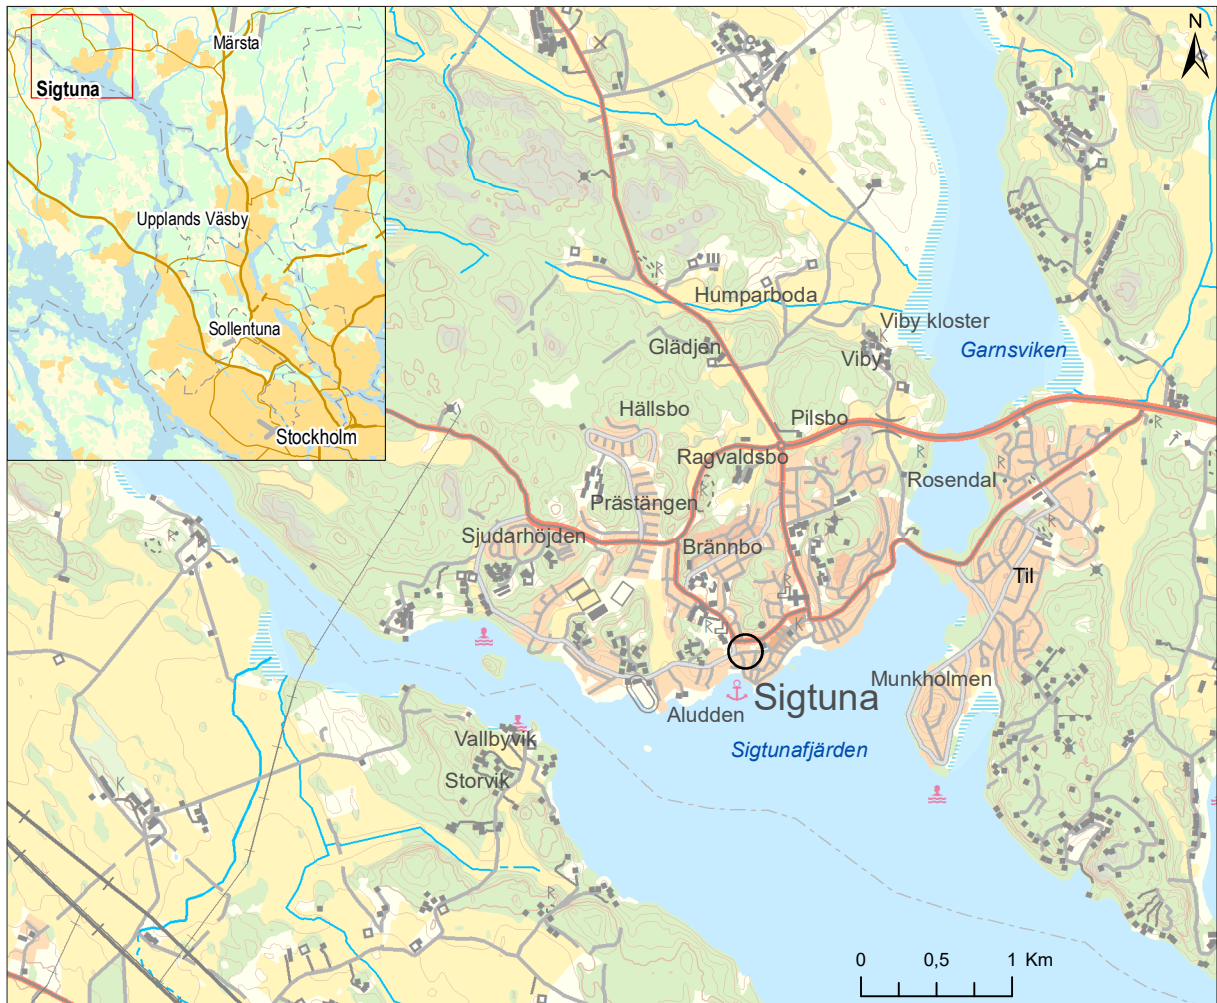 Märsta
Sigtuna
Upplands Väsby
Sollentuna
Stockholm
N
Humparboda
Viby kloster
Glädjen
Viby
Garnsviken
Hällsbo
Pilsbo
Ragvaldsbo
Rosendal
Prästängen
Sjudarhöjden
Brännbo
Til
Munkholmen
Sigtuna
Aludden
Vallbyvik
Sigtunafjärden
Storvik
K
R
R
R
R
R
R
R
R
R
R
0 0,5 1 Km